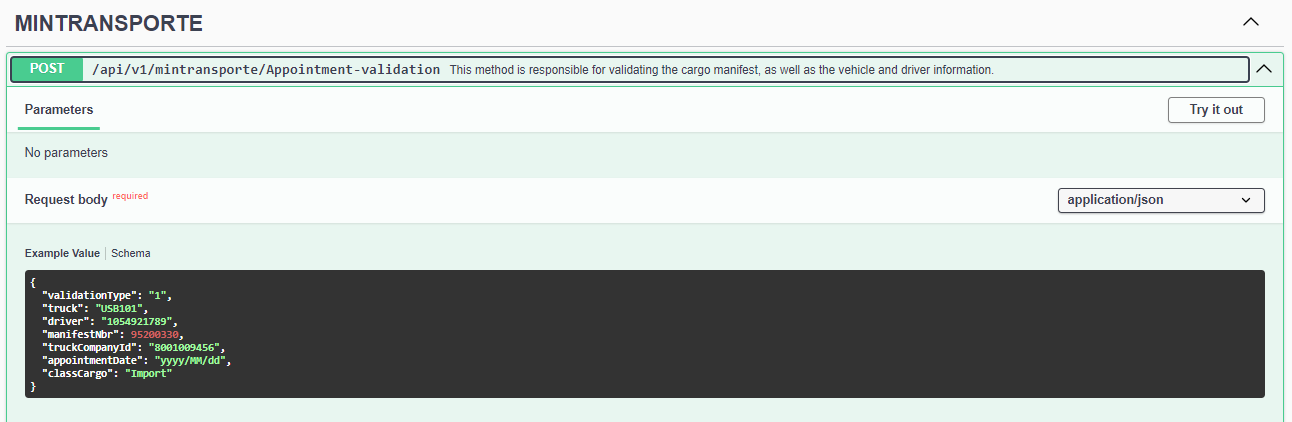 MINTRANSPORTE
POST /api/v1/mintransporte/Appointment-validation This method is responsible for validating the cargo manifest, as well as the vehicle and driver information.
Parameters Try it out
No parameters
Request body required application/json
Example Value Schema
{
"validationType": "1",
"truck": "USB101",
"driver": "1054921789",
"manifestNbr": 95200330,
"truckCompanyId": "8001009456",
"appointmentDate": "yyyy/MM/dd",
"classCargo": "Import"
}